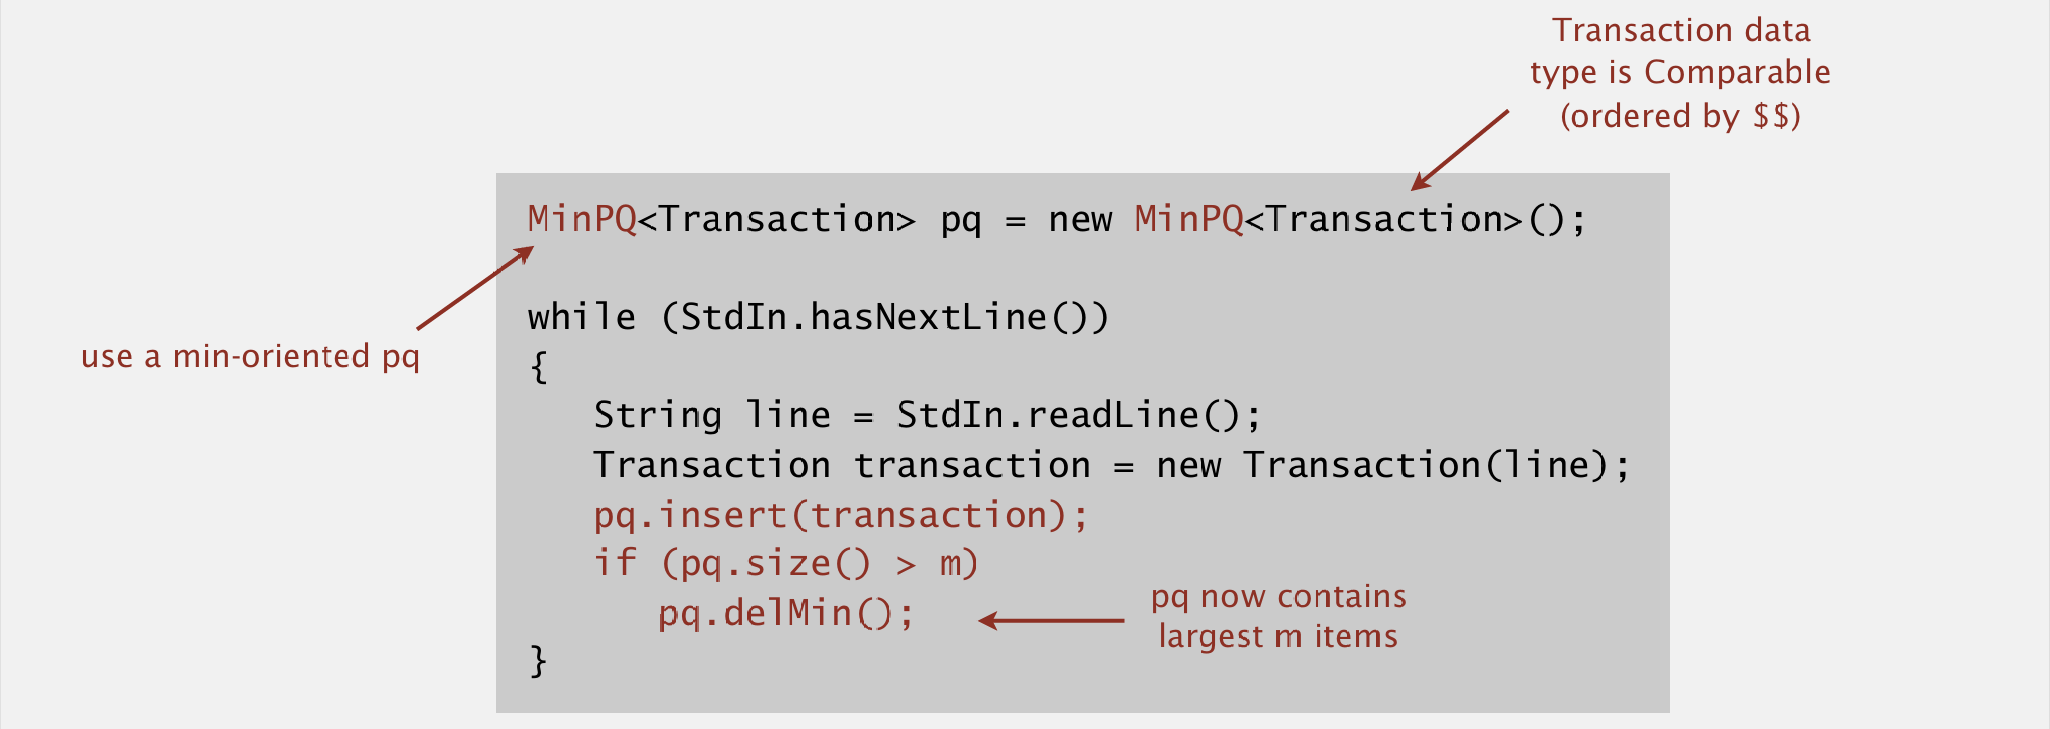 Transaction data
type is Comparable
(ordered by $$)
MinPQ<Transaction> pq = new MinPQ<Transaction>();
use a min-oriented pq
while (StdIn.hasNextLine())
{
String line = StdIn.readLine();
Transaction transaction = new Transaction(line);
pq.insert(transaction);
if (pq.size() > m)
pq.delMin();
pq now contains
largest m items
}